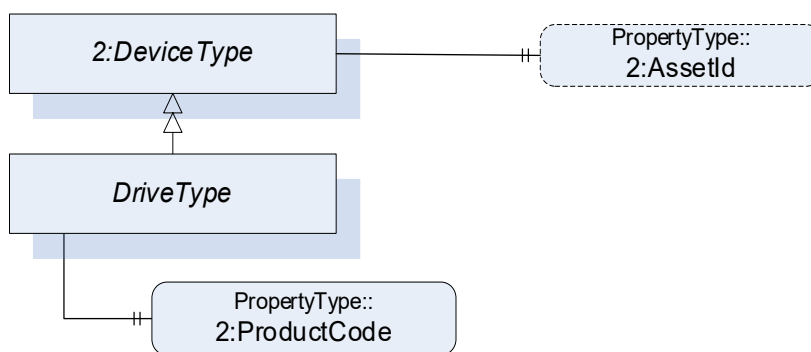 2:DeviceType
PropertyType::
2:AssetId
DriveType
PropertyType::
2:ProductCode